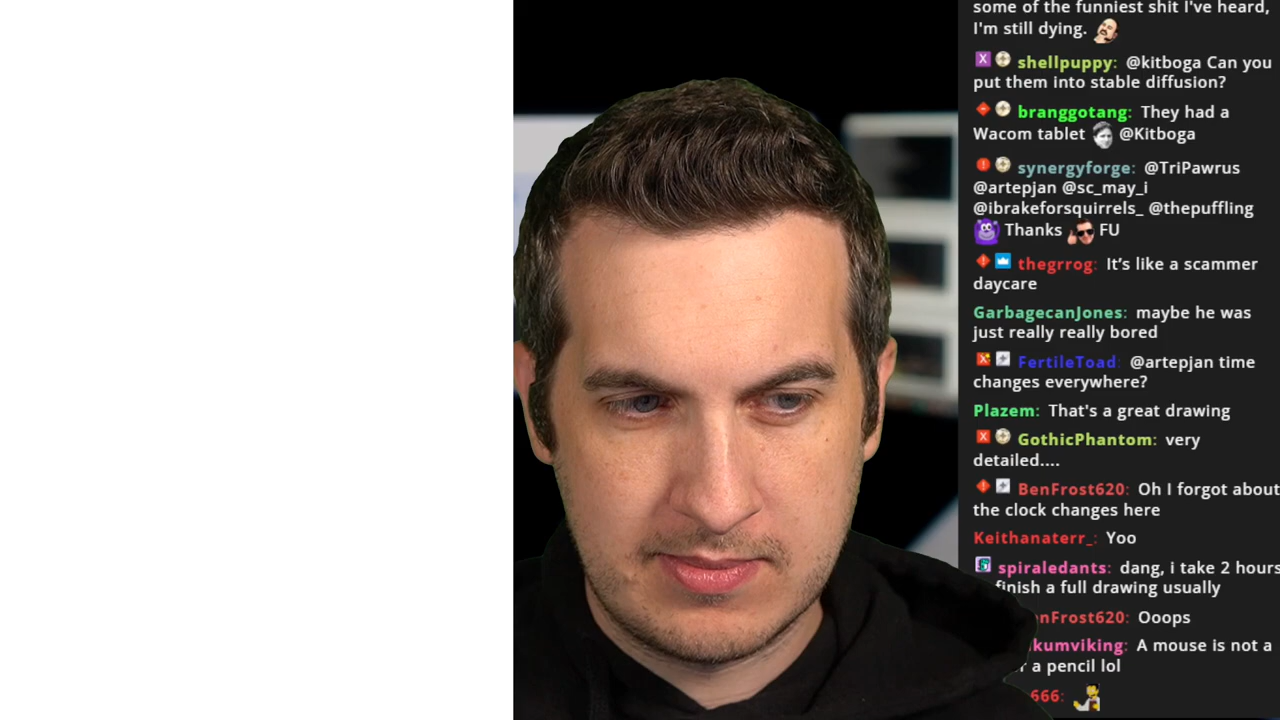 some of the funniest shit I've heard,
I'm still dying.
shellpuppy: @kitboga Can you
put them into stable diffusion?
branggotang: They had a
Wacom tablet @Kitboga
synergyforge: @TriPawrus
@artepjan @sc_may_i
@ibrakeforsquirrels_ @thepuffling
Thanks FU
thegrrog: It's like a scammer
daycare
GarbagecanJones: maybe he was
just really really bored
FertileToad: @artepjan time
changes everywhere?
Plazem: That's a great drawing
GothicPhantom: very
detailed....
BenFrost620: Oh I forgot about
the clock changes here
Keithanaterr_: Yoo
spiraledants: dang, i take 2 hours
finish a full drawing usually
enFrost620: Ooops
kumviking: A mouse is not a
a pencil lol
666: